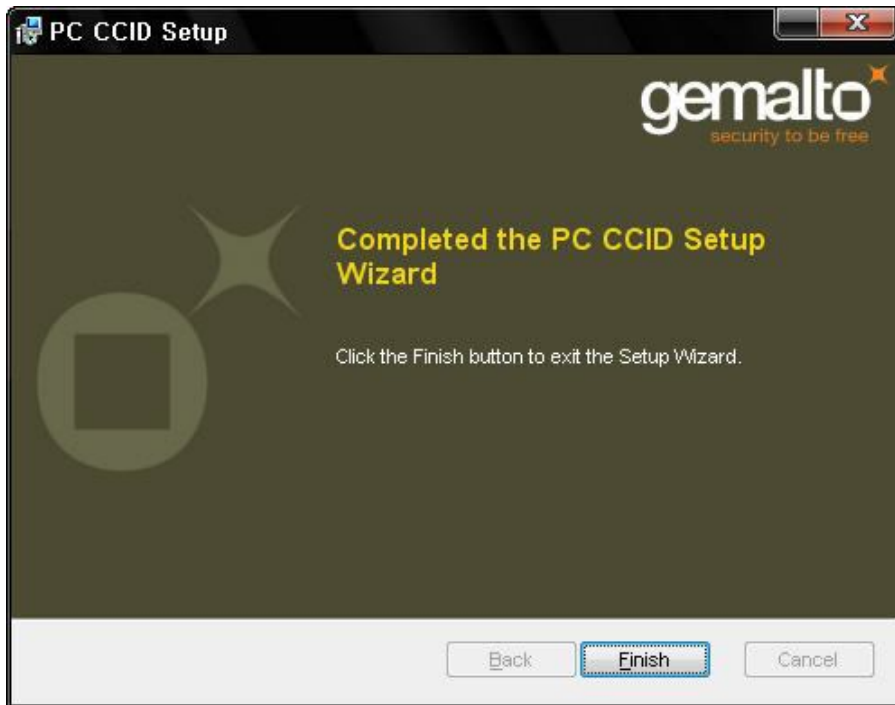 PC CCID Setup
gemalto
security to be free
Completed the PC CCID Setup
Wizard
Click the Finish button to exit the Setup Wizard.
Back Finish Cancel